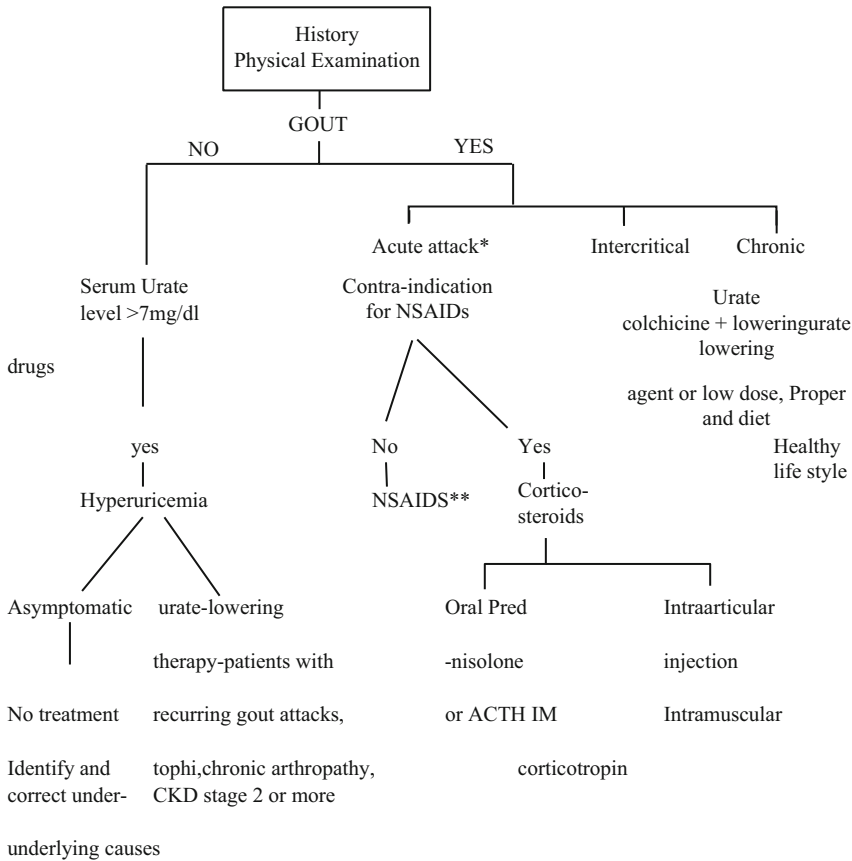 History
Physical Examination
GOUT
NO
YES
Acute attack*
Intercritical
Chronic
Serum Urate
level >7mg/dl
Contra-indication
for NSAIDs
Urate
colchicine + loweringurate
lowering
drugs
agent or low dose, Proper
and diet
Healthy
life style
yes
No
Yes
Hyperuricemia
NSAIDS**
Cortico-
steroids
Asymptomatic
urate-lowering
Oral Pred
Intraarticular
therapy-patients with
-nisolone
injection
No treatment
recurring gout attacks,
or ACTH IM
Intramuscular
Identify and
correct under-
tophi,chronic arthropathy,
CKD stage 2 or more
corticotropin
underlying causes